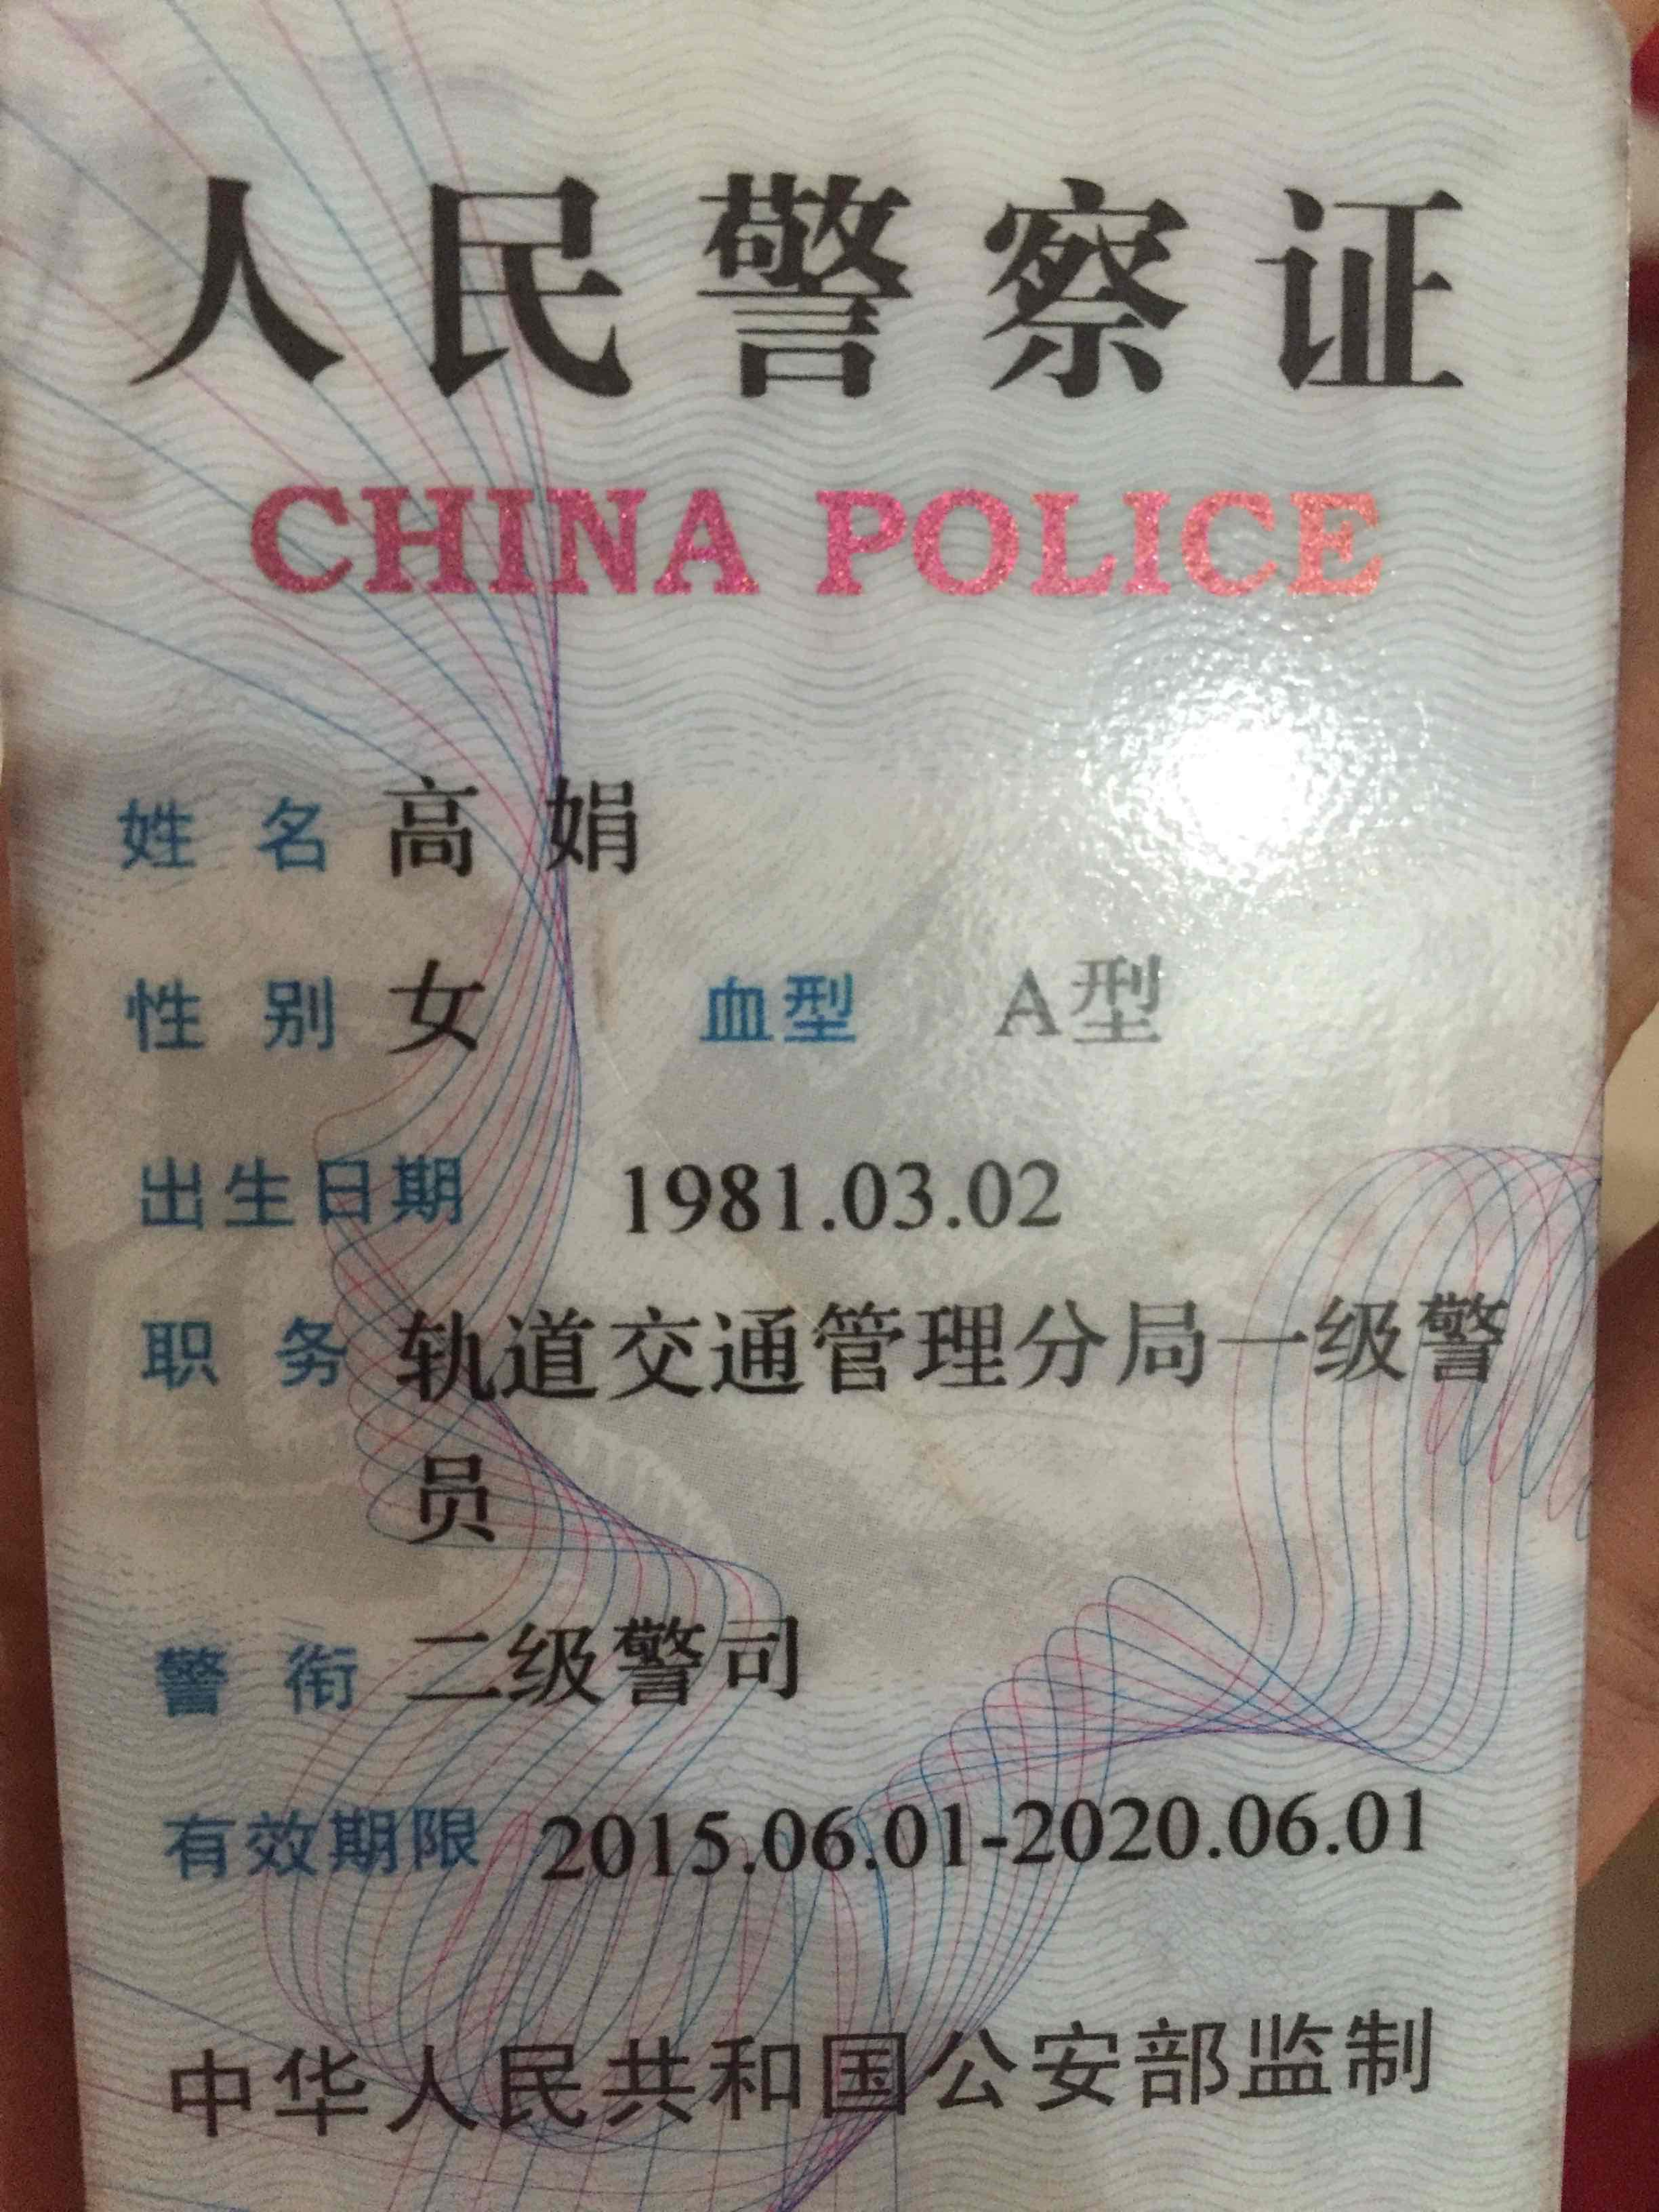 人民警察证
CHINA POLICE
姓名 高娟
性别 女 血型 A型
出生日期 1981.03.02
职务 轨道交通管理分局一级警
员
警衔 二级警司
有效期限 2015.06.01-2020.06.01
中华人民共和国公安部监制